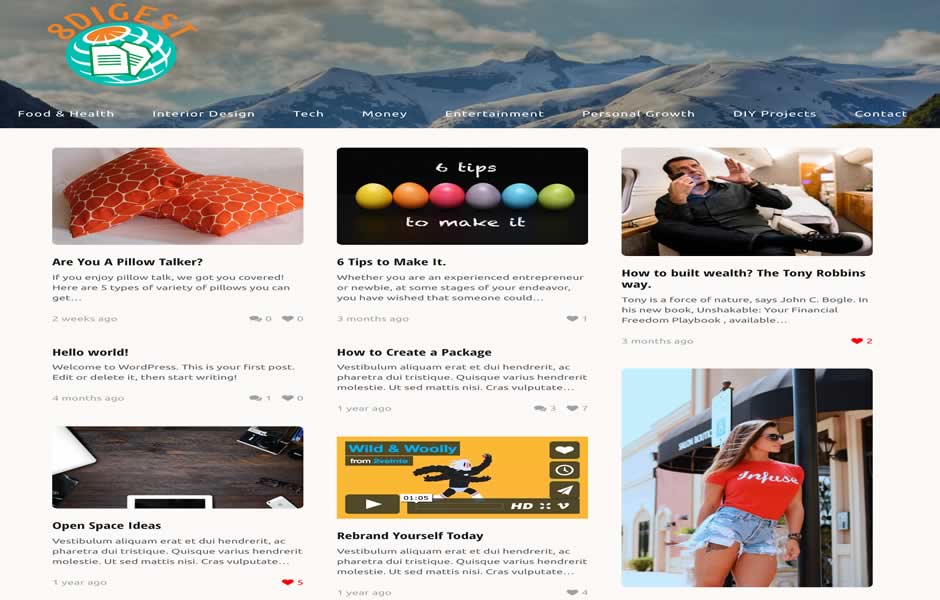 8DIGEST
Food & Health Interior Design Tech Money Entertainment Personal Growth DIY Projects Contact
Are You A Pillow Talker?
If you enjoy pillow talk, we got you covered!
Here are 5 types of variety of pillows you can
get...
2 weeks ago 0 0
Hello world!
Welcome to WordPress. This is your first post.
Edit or delete it, then start writing!
4 months ago 1 0
Open Space Ideas
Vestibulum aliquam erat et dui hendrerit, ac
pharetra dui tristique. Quisque varius hendrerit
molestie. Ut sed mattis nisi. Cras vulputate...
1 year ago 5
6 tips
to make it
6 Tips to Make It.
Whether you are an experienced entrepreneur
or newbie, at some stages of your endeavor,
you have wished that someone could...
3 months ago 1
How to Create a Package
Vestibulum aliquam erat et dui hendrerit, ac
pharetra dui tristique. Quisque varius hendrerit
molestie. Ut sed mattis nisi. Cras vulputate...
1 year ago 3 7
Wild & Woolly
from 2veinte
01:05
HD
Rebrand Yourself Today
Vestibulum aliquam erat et dui hendrerit, ac
pharetra dui tristique. Quisque varius hendrerit
molestie. Ut sed mattis nisi. Cras vulputate...
1 year ago 4
How to built wealth? The Tony Robbins
way.
Tony is a force of nature, says John C. Bogle. In
his new book, Unshakable: Your Financial
Freedom Playbook , available...
3 months ago 2
Infuse